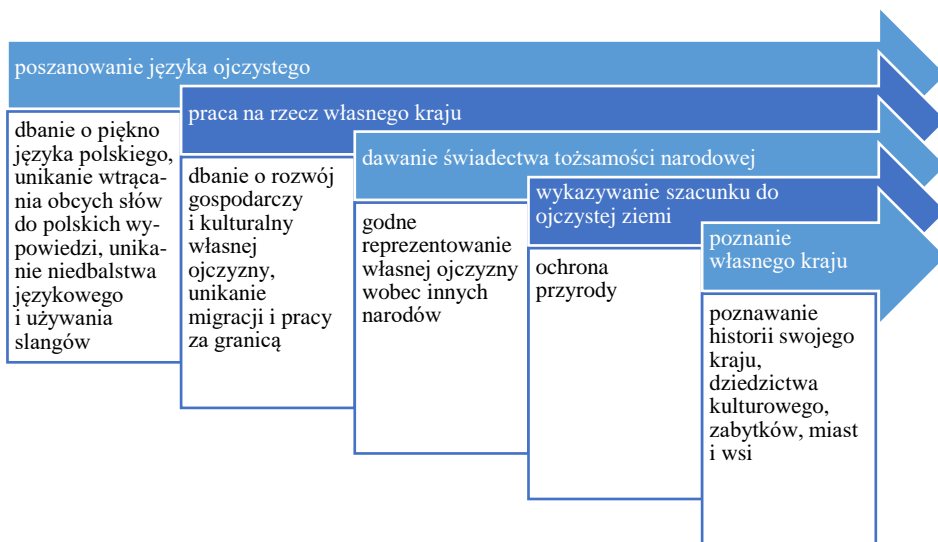 poszanowanie języka ojczystego
dbanie o piękno
języka polskiego,
unikanie wtrąca-
nia obcych słów
do polskich wy-
powiedzi, unika-
nie niedbalstwa
językowego
i używania
slangów
praca na rzecz własnego kraju
dbanie o rozwój
gospodarczy
i kulturalny
własnej
ojczyzny,
unikanie
migracji i pracy
za granicą
dawanie świadectwa tożsamości narodowej
godne
reprezentowanie
własnej ojczyzny
wobec innych
narodów
wykazywanie szacunku do
ojczystej ziemi
ochrona
przyrody
poznanie
własnego kraju
poznawanie
historii swojego
kraju,
dziedzictwa
kulturowego,
zabytków, miast
i wsi